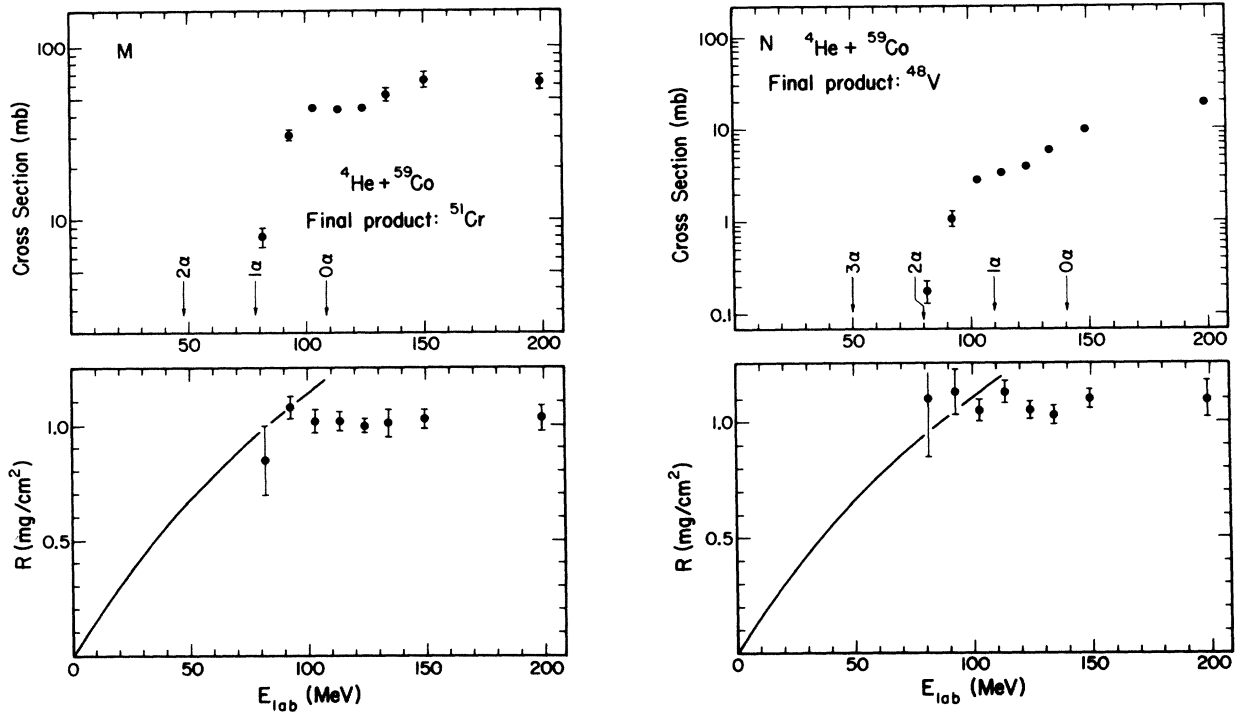 M
⁴He + ⁵⁹Co
Final product: ⁵¹Cr
Cross Section (mb)
100
10
2α
1α
0α
50
100
150
200
R (mg/cm²)
1.0
0.5
0
50
100
150
200
E_lab (MeV)
N ⁴He + ⁵⁹Co
Final product: ⁴⁸V
Cross Section (mb)
100
10
1
0.1
3α
2α
1α
0α
50
100
150
200
R (mg/cm²)
1.0
0.5
0
50
100
150
200
E_lab (MeV)